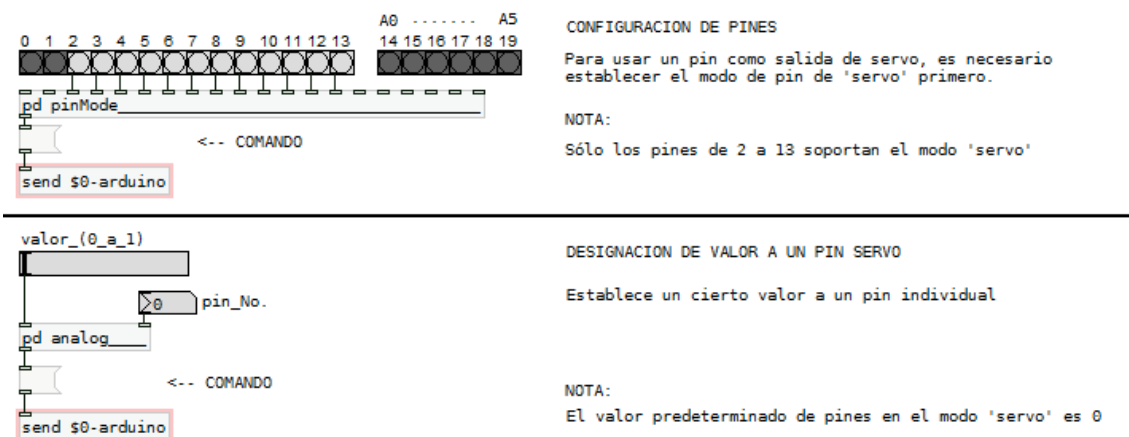 A0 ....... A5
0 1 2 3 4 5 6 7 8 9 10 11 12 13 14 15 16 17 18 19
pd pinMode
<-- COMANDO
send $0-arduino
CONFIGURACION DE PINES
Para usar un pin como salida de servo, es necesario
establecer el modo de pin de 'servo' primero.
NOTA:
Sólo los pines de 2 a 13 soportan el modo 'servo'
valor_(0_a_1)
0 pin_No.
pd analog____
<-- COMANDO
send $0-arduino
DESIGNACION DE VALOR A UN PIN SERVO
Establece un cierto valor a un pin individual
NOTA:
El valor predeterminado de pines en el modo 'servo' es 0